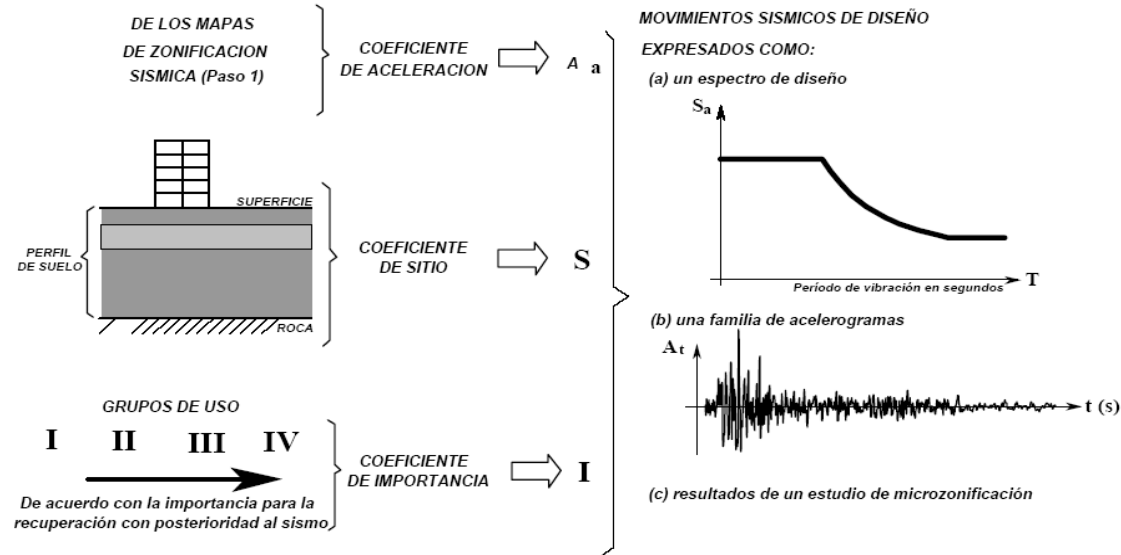 DE LOS MAPAS
DE ZONIFICACION
SISMICA (Paso 1)
COEFICIENTE
DE ACELERACION
A a
SUPERFICIE
PERFIL
DE SUELO
ROCA
COEFICIENTE
DE SITIO
S
GRUPOS DE USO
I II III IV
De acuerdo con la importancia para la
recuperación con posterioridad al sismo
COEFICIENTE
DE IMPORTANCIA
I
MOVIMIENTOS SISMICOS DE DISEÑO
EXPRESADOS COMO:
(a) un espectro de diseño
Sa
T
Período de vibración en segundos
(b) una familia de acelerogramas
At
t (s)
(c) resultados de un estudio de microzonificación